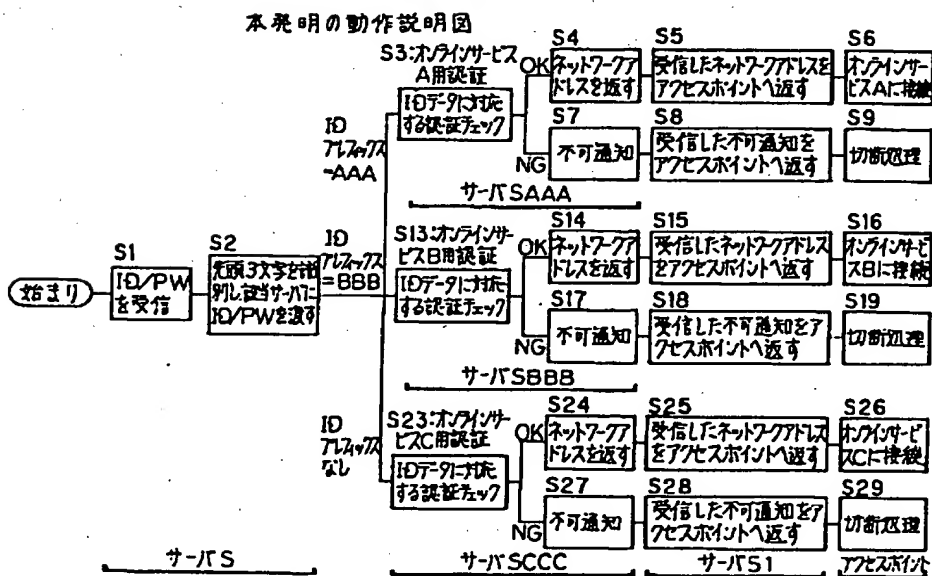 本発明の動作説明図
S3:オンラインサービス
A用認証
IDデータに対応
する認証チェック
OK
NG
S4
ネットワークア
ドレスを返す
S5
受信したネットワークアドレスを
アクセスポイントへ返す
S6
オンラインサー
ビスAに接続
S7
不可通知
S8
受信した不可通知を
アクセスポイントへ返す
S9
切断処理
サーバSAAA
ID
プレフィックス
=AAA
始まり
S1
ID/PW
を受信
S2
先頭3文字を識
別し、該当サーバに
ID/PWを渡す
ID
プレフィックス
=BBB
S13:オンラインサー
ビスB用認証
IDデータに対応
する認証チェック
OK
NG
S14
ネットワークア
ドレスを返す
S15
受信したネットワークアドレス
をアクセスポイントへ返す
S16
オンラインサー
ビスBに接続
S17
不可通知
S18
受信した不可通知をア
クセスポイントへ返す
S19
切断処理
サーバSBBB
ID
プレフィックス
なし
S23:オンラインサー
ビスC用認証
IDデータに対応
する認証チェック
OK
NG
S24
ネットワークア
ドレスを返す
S25
受信したネットワークアドレス
をアクセスポイントへ返す
S26
オンラインサー
ビスCに接続
S27
不可通知
S28
受信した不可通知をア
クセスポイントへ返す
S29
切断処理
サーバS
サーバSCCC
サーバS1
アクセスポイント